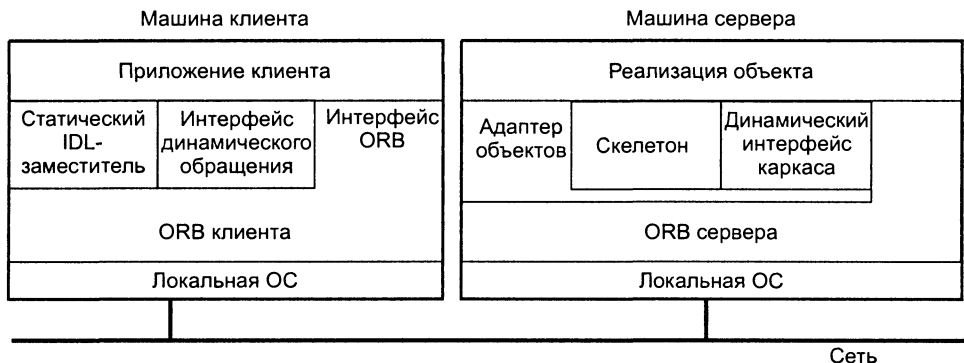 Машина клиента
Машина сервера
Приложение клиента
Реализация объекта
Статический
IDL-
заместитель
Интерфейс
динамического
обращения
Интерфейс
ORB
Адаптер
объектов
Скелетон
Динамический
интерфейс
каркаса
ORB клиента
ORB сервера
Локальная ОС
Локальная ОС
Сеть